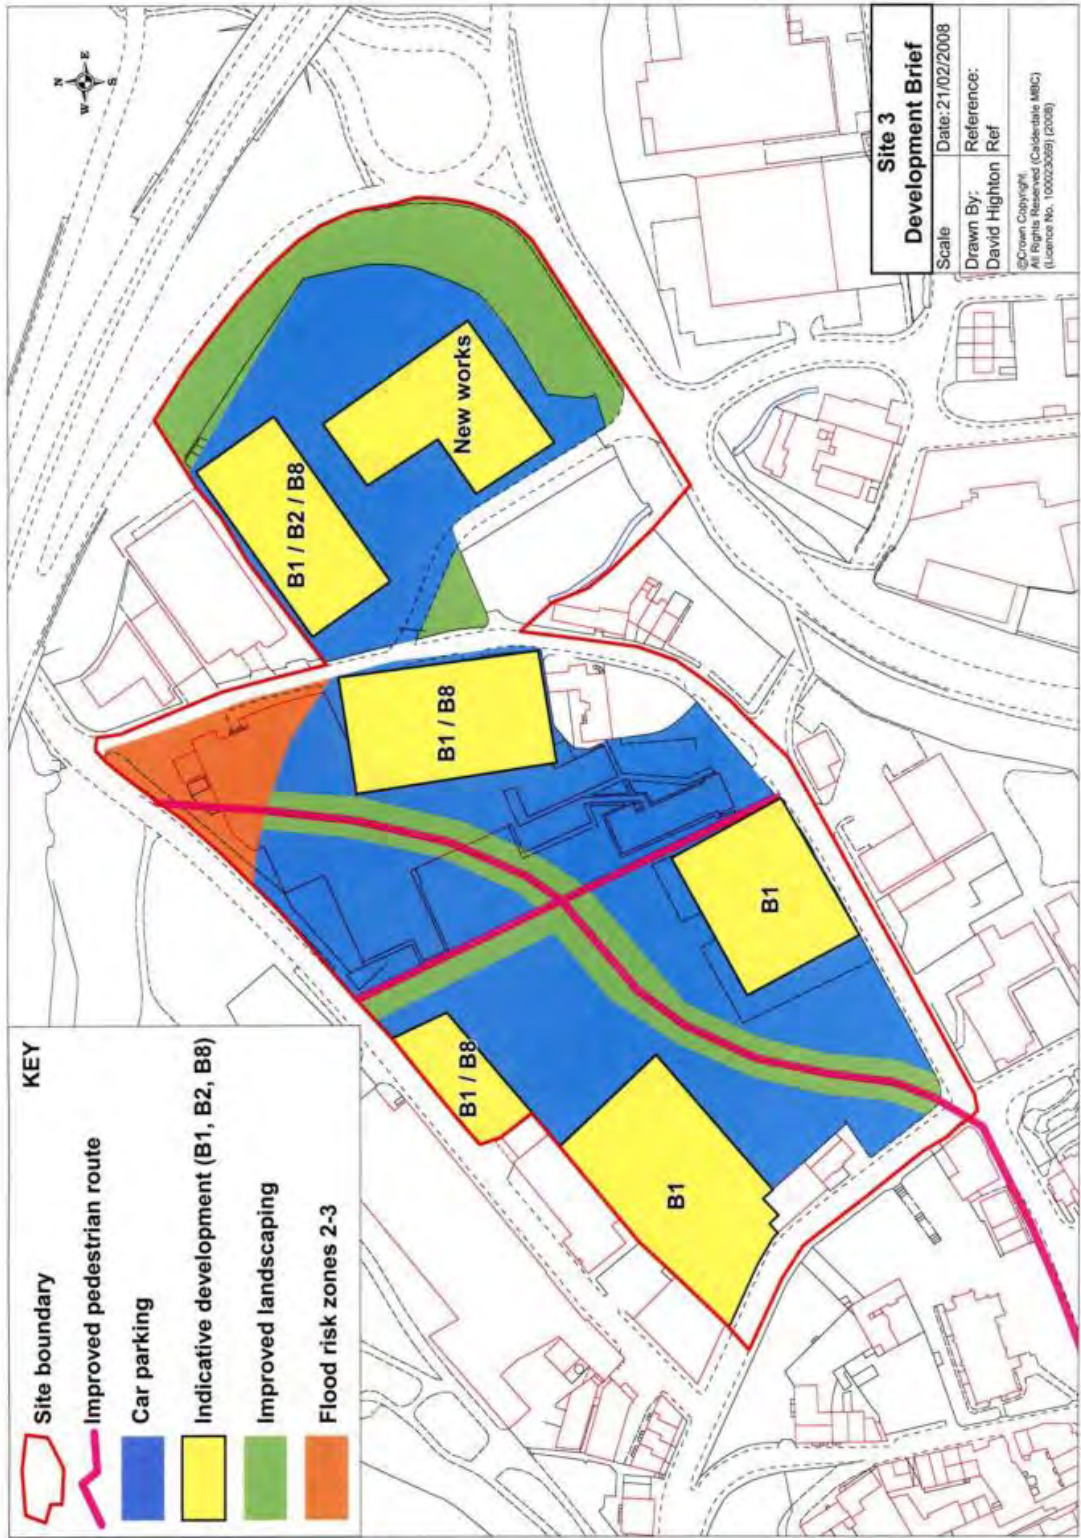 KEY
Site boundary
Improved pedestrian route
Car parking
Indicative development (B1, B2, B8)
Improved landscaping
Flood risk zones 2-3
N
E
S
W
B1 / B8
B1
B1
B1 / B8
B1 / B2 / B8
New works
Site 3
Development Brief
Scale
Date:21/02/2008
Drawn By:
David Highton
Reference:
Ref
©Crown Copyright.
All Rights Reserved (Calderdale MBC)
(Licence No. 100023069) (2008)